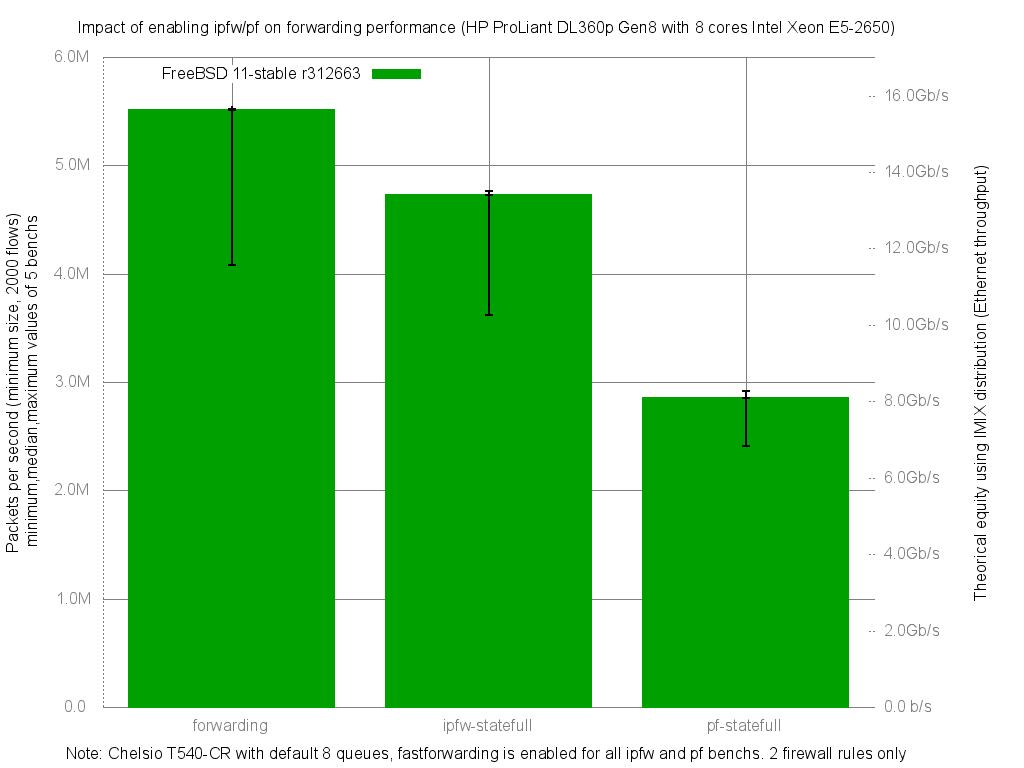 Impact of enabling ipfw/pf on forwarding performance (HP ProLiant DL360p Gen8 with 8 cores Intel Xeon E5-2650)
FreeBSD 11-stable r312663
Packets per second (minimum size, 2000 flows)
minimum,median,maximum values of 5 benchs
6.0M
5.0M
4.0M
3.0M
2.0M
1.0M
0.0
16.0Gb/s
14.0Gb/s
12.0Gb/s
10.0Gb/s
8.0Gb/s
6.0Gb/s
4.0Gb/s
2.0Gb/s
0.0 b/s
Theorical equity using IMIX distribution (Ethernet throughput)
forwarding
ipfw-statefull
pf-statefull
Note: Chelsio T540-CR with default 8 queues, fastforwarding is enabled for all ipfw and pf benchs. 2 firewall rules only